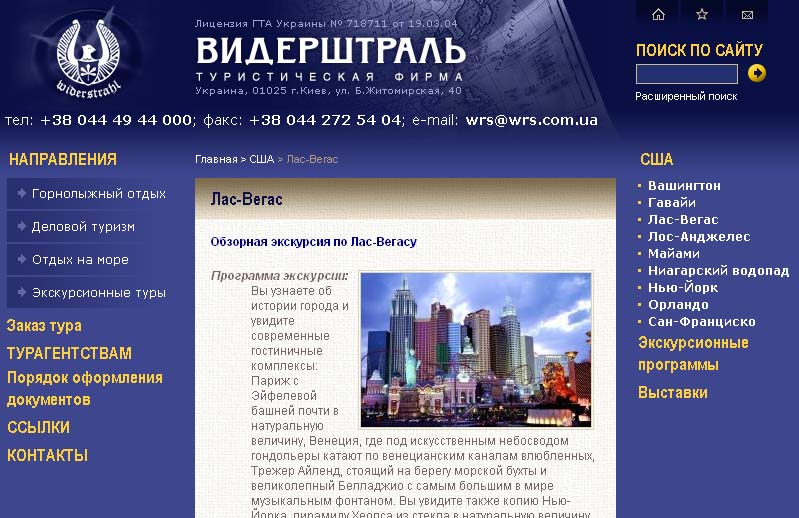 widerstrahl
Лицензия ГТА Украины № 718711 от 19.03.04
ВИДЕРШТРАЛЬ
ТУРИСТИЧЕСКАЯ ФИРМА
Украина, 01025 г.Киев, ул. Б.Житомирская, 40
тел: +38 044 49 44 000; факс: +38 044 272 54 04; e-mail: wrs@wrs.com.ua
ПОИСК ПО САЙТУ
Расширенный поиск
НАПРАВЛЕНИЯ
Горнолыжный отдых
Деловой туризм
Отдых на море
Экскурсионные туры
Заказ тура
ТУРАГЕНТСТВАМ
Порядок оформления
документов
ССЫЛКИ
КОНТАКТЫ
Главная > США > Лас-Вегас
Лас-Вегас
Обзорная экскурсия по Лас-Вегасу
Программа экскурсии:
Вы узнаете об
истории города и
увидите
современные
гостиничные
комплексы:
Париж с
Эйфелевой
башней почти в
натуральную
величину, Венеция, где под искусственным небосводом
гондольеры катают по венецианским каналам влюбленных,
Трежер Айленд, стоящий на берегу морской бухты и
великолепный Белладжио с самым большим в мире
музыкальным фонтаном. Вы увидите также копию Нью-
Йорка, пирамиду Хеопса из стекла в натуральную величину,
США
Вашингтон
Гавайи
Лас-Вегас
Лос-Анджелес
Майами
Ниагарский водопад
Нью-Йорк
Орландо
Сан-Франциско
Экскурсионные
программы
Выставки